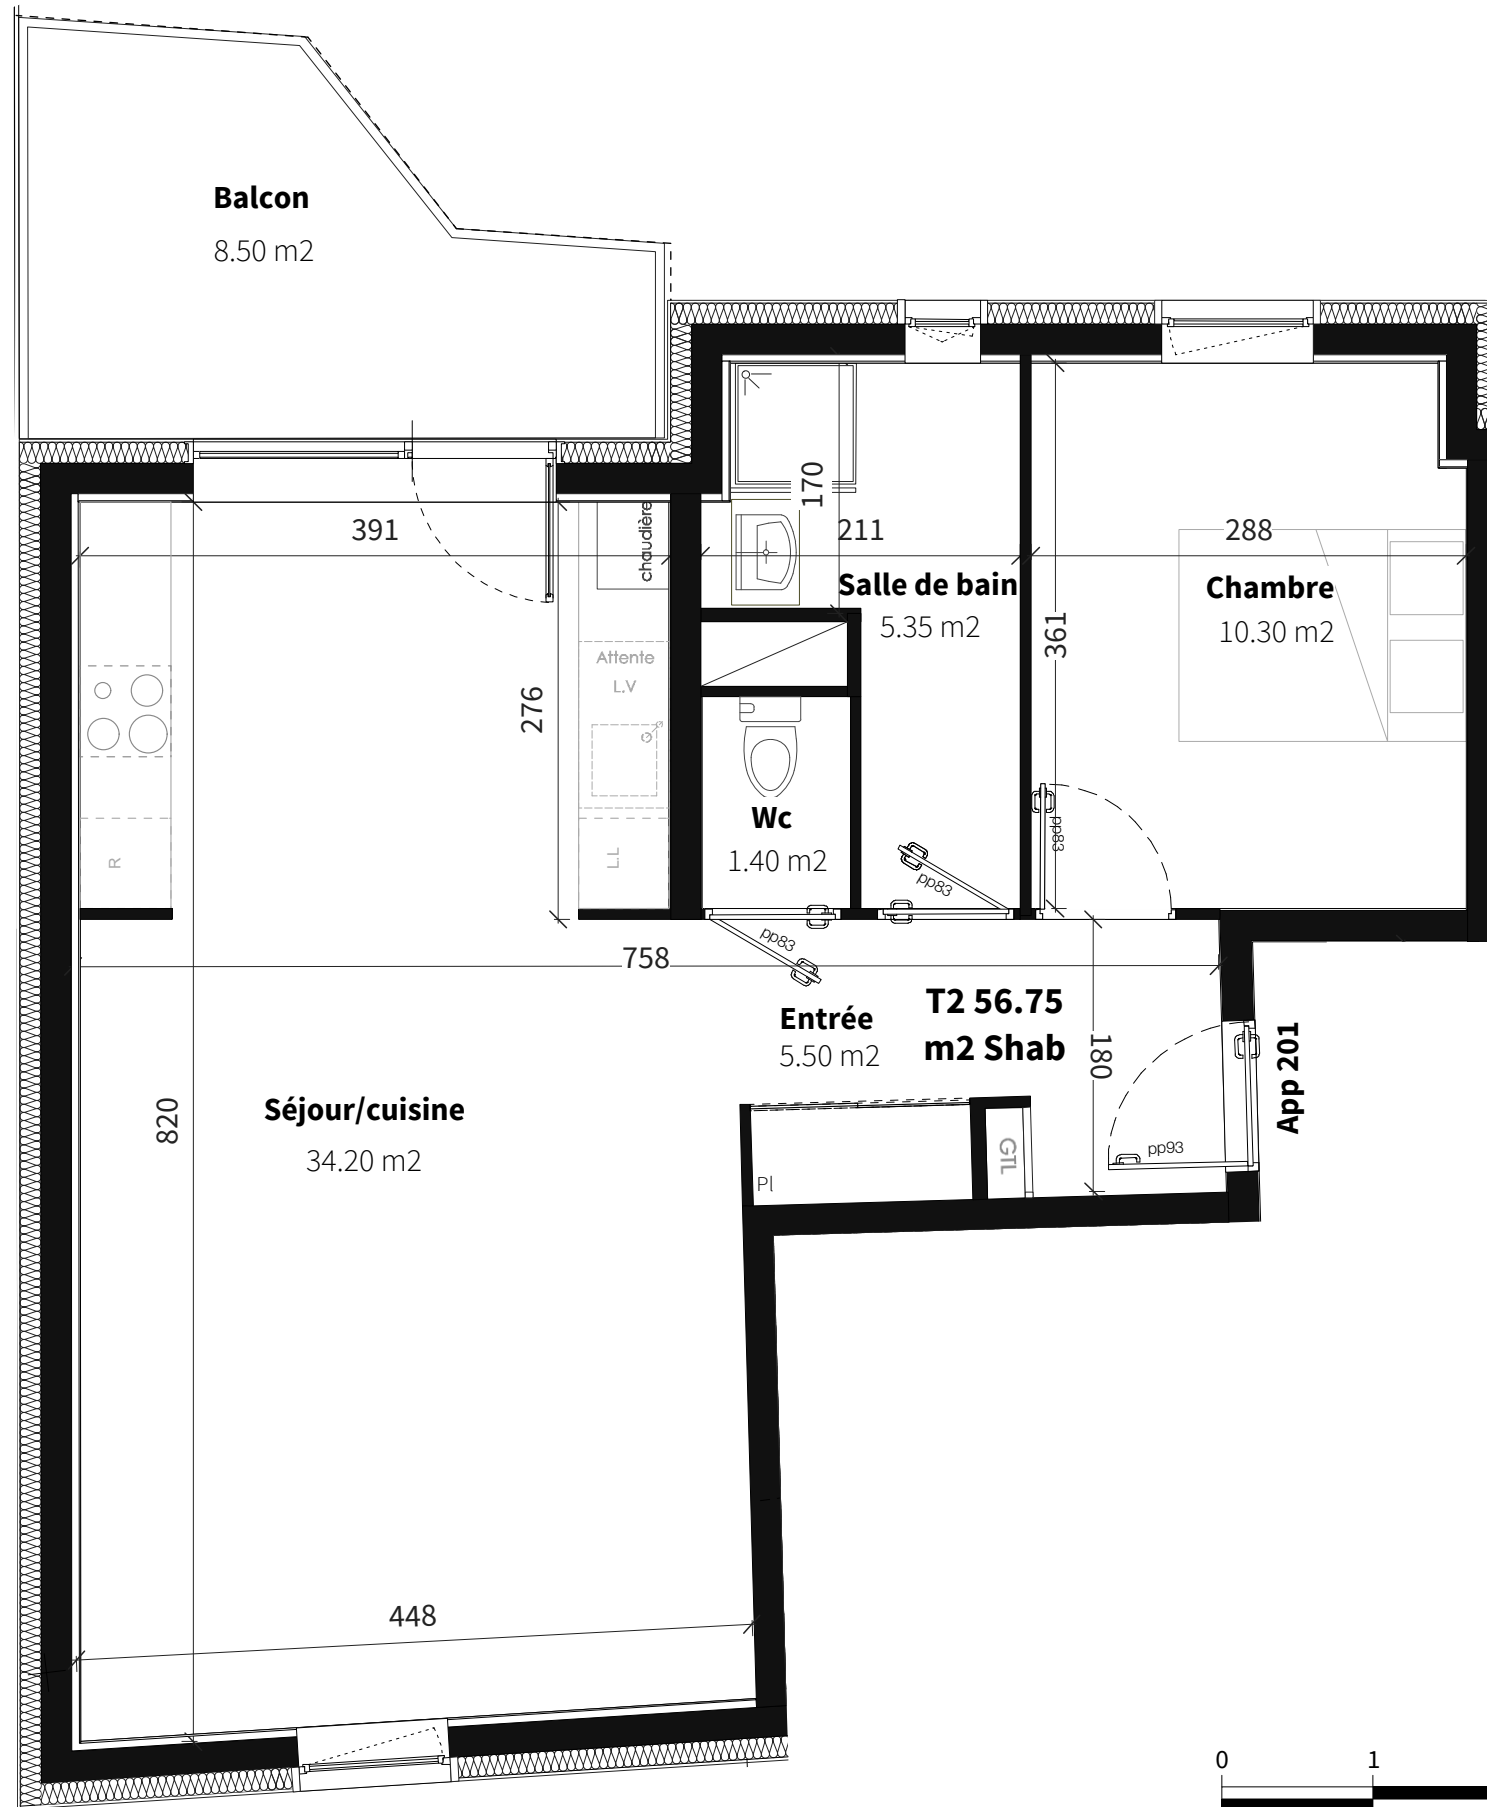 Balcon
8.50 m2
391
170
211
288
chaudière
Salle de bain
5.35 m2
Chambre
10.30 m2
361
Attente
L.V
276
Wc
1.40 m2
pp83
pp83
R
L.L
pp83
758
Entrée
5.50 m2
T2 56.75
m2 Shab
180
App 201
820
Séjour/cuisine
34.20 m2
pp93
GTL
Pl
448
0 1